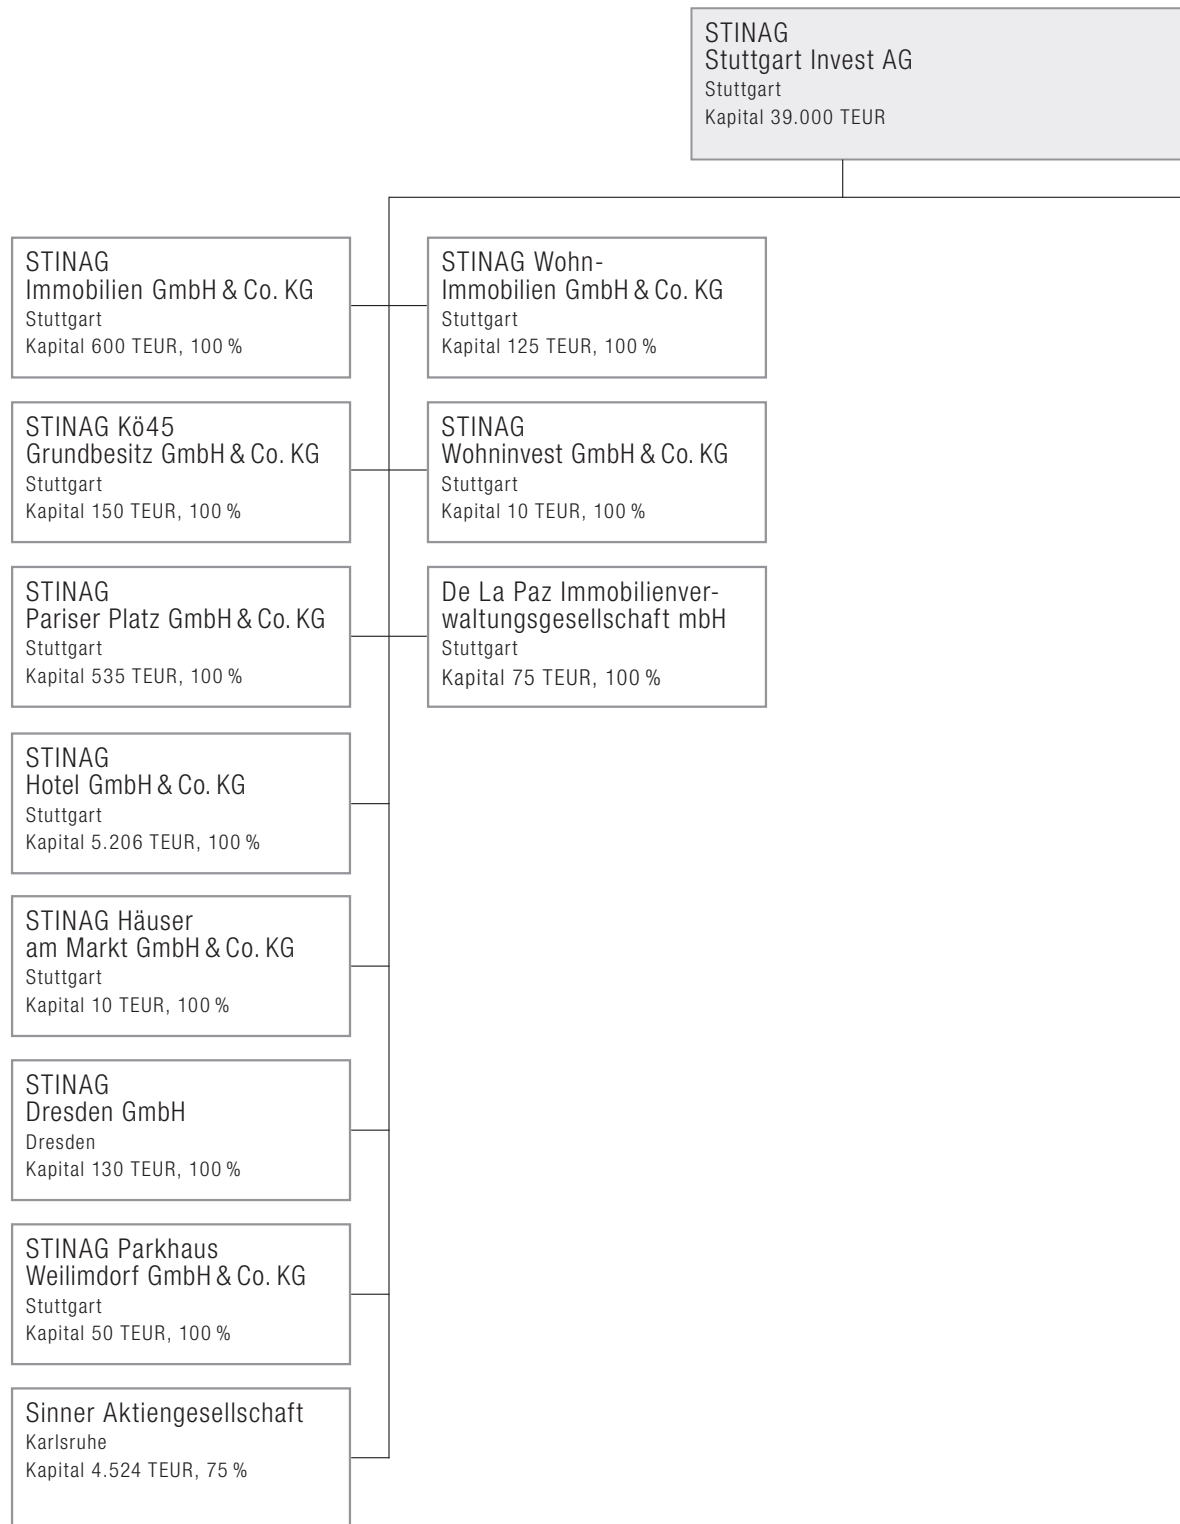 STINAG
Stuttgart Invest AG
Stuttgart
Kapital 39.000 TEUR
STINAG
Immobilien GmbH & Co. KG
Stuttgart
Kapital 600 TEUR, 100 %
STINAG Kö45
Grundbesitz GmbH & Co. KG
Stuttgart
Kapital 150 TEUR, 100 %
STINAG
Pariser Platz GmbH & Co. KG
Stuttgart
Kapital 535 TEUR, 100 %
STINAG
Hotel GmbH & Co. KG
Stuttgart
Kapital 5.206 TEUR, 100 %
STINAG Häuser
am Markt GmbH & Co. KG
Stuttgart
Kapital 10 TEUR, 100 %
STINAG
Dresden GmbH
Dresden
Kapital 130 TEUR, 100 %
STINAG Parkhaus
Weilimdorf GmbH & Co. KG
Stuttgart
Kapital 50 TEUR, 100 %
Sinner Aktiengesellschaft
Karlsruhe
Kapital 4.524 TEUR, 75 %
STINAG Wohn-
Immobilien GmbH & Co. KG
Stuttgart
Kapital 125 TEUR, 100 %
STINAG
Wohninvest GmbH & Co. KG
Stuttgart
Kapital 10 TEUR, 100 %
De La Paz Immobilienver-
waltungsgesellschaft mbH
Stuttgart
Kapital 75 TEUR, 100 %